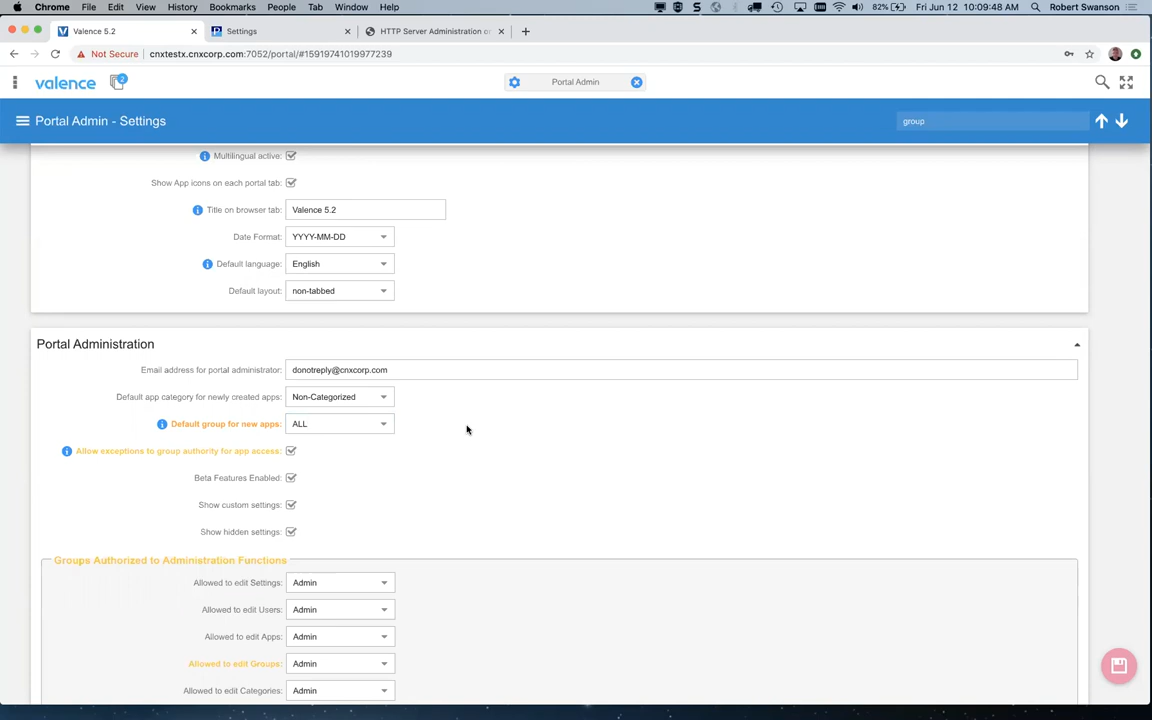 Chrome File Edit View History Bookmarks People Tab Window Help 82% Fri Jun 12 10:09:48 AM Robert Swanson
Valence 5.2 Settings HTTP Server Administration o
Not Secure cnxtestx.cnxcorp.com:7052/portal/#15919741019977239
valence 2 Portal Admin
Portal Admin - Settings group
Multilingual active:
Show App icons on each portal tab:
Title on browser tab: Valence 5.2
Date Format: YYYY-MM-DD
Default language: English
Default layout: non-tabbed
Portal Administration
Email address for portal administrator: donotreply@cnxcorp.com
Default app category for newly created apps: Non-Categorized
Default group for new apps: ALL
Allow exceptions to group authority for app access:
Beta Features Enabled:
Show custom settings:
Show hidden settings:
Groups Authorized to Administration Functions
Allowed to edit Settings: Admin
Allowed to edit Users: Admin
Allowed to edit Apps: Admin
Allowed to edit Groups: Admin
Allowed to edit Categories: Admin